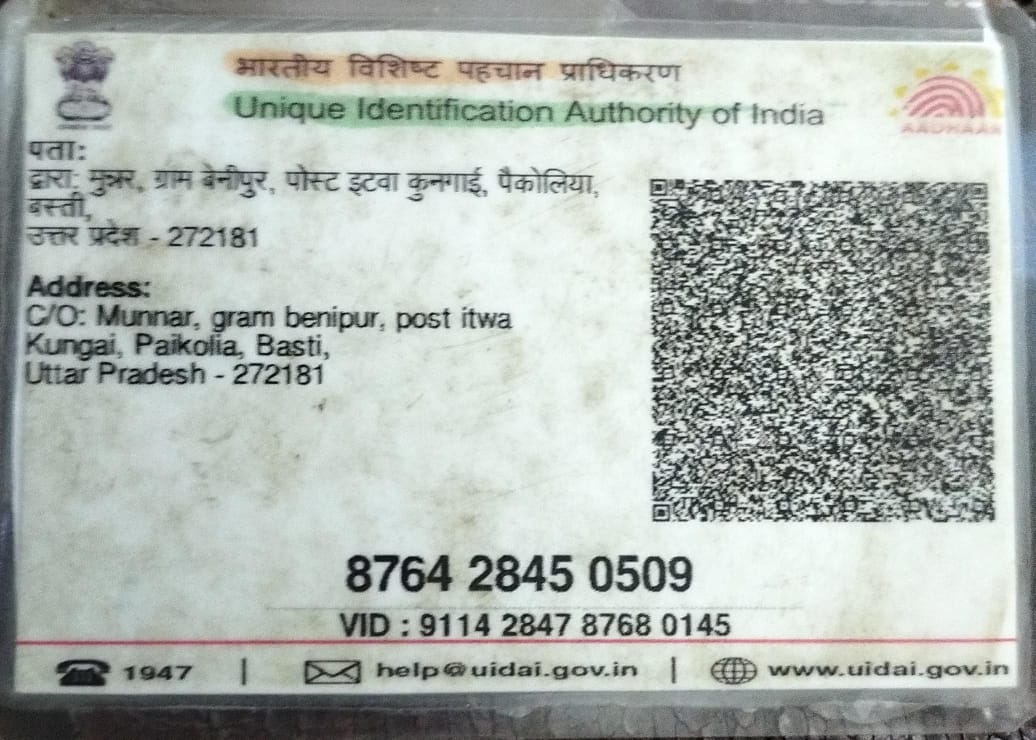 भारतीय विशिष्ट पहचान प्राधिकरण
Unique Identification Authority of India
AADHAAR
पता:
द्वारा: मुन्नर, ग्राम बेनीपुर, पोस्ट इटवा कुनगाई, पैकोलिया,
बस्ती,
उत्तर प्रदेश - 272181
Address:
C/O: Munnar, gram benipur, post itwa
Kungai, Paikolia, Basti,
Uttar Pradesh - 272181
8764 2845 0509
VID : 9114 2847 8768 0145
1947 | help@uidai.gov.in | www.uidai.gov.in